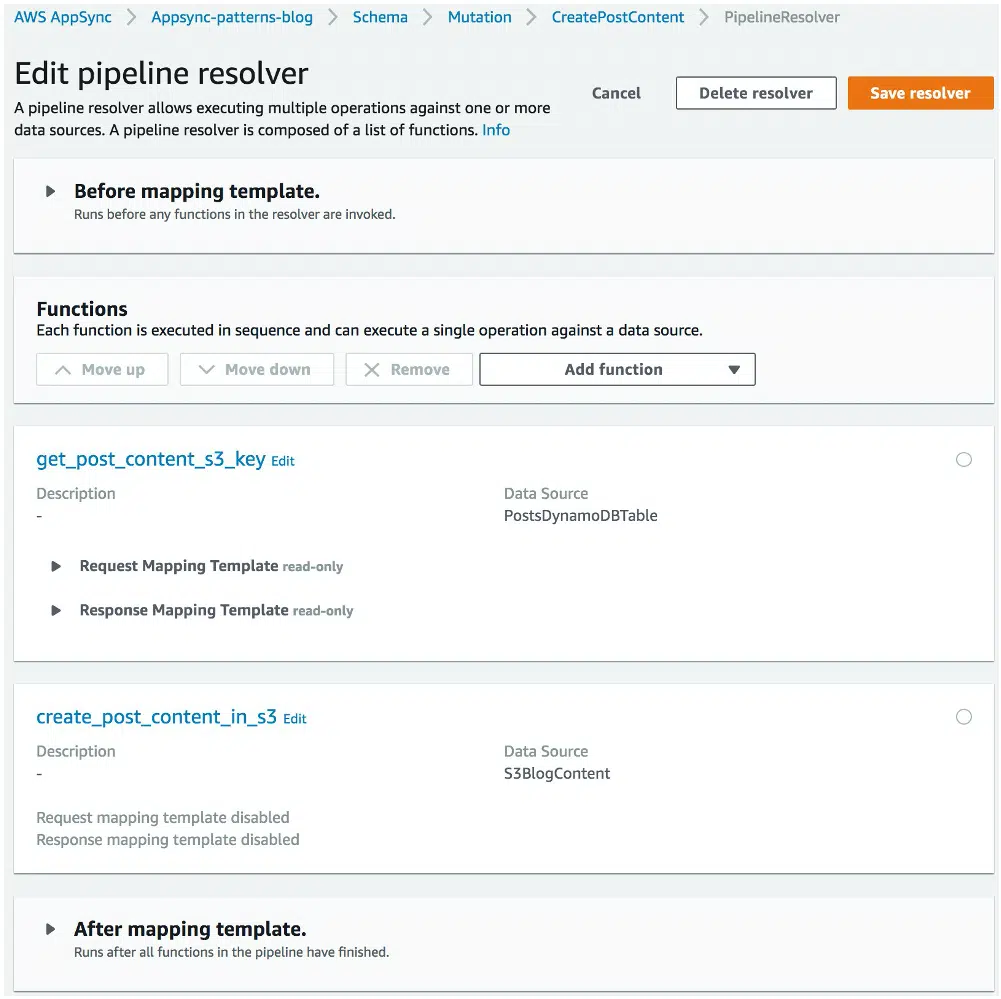 AWS AppSync > Appsync-patterns-blog > Schema > Mutation > CreatePostContent > PipelineResolver
Edit pipeline resolver
A pipeline resolver allows executing multiple operations against one or more
data sources. A pipeline resolver is composed of a list of functions. Info
Cancel
Delete resolver
Save resolver
Before mapping template.
Runs before any functions in the resolver are invoked.
Functions
Each function is executed in sequence and can execute a single operation against a data source.
Move up
Move down
Remove
Add function
get_post_content_s3_key Edit
Description
-
Data Source
PostsDynamoDBTable
Request Mapping Template read-only
Response Mapping Template read-only
create_post_content_in_s3 Edit
Description
-
Data Source
S3BlogContent
Request mapping template disabled
Response mapping template disabled
After mapping template.
Runs after all functions in the pipeline have finished.